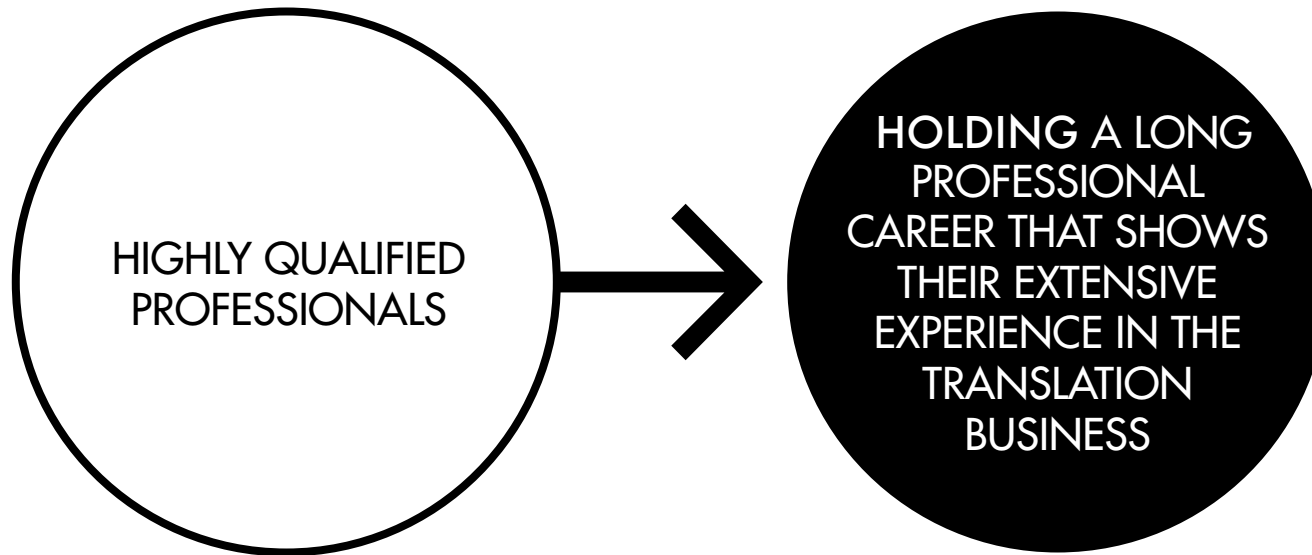 HIGHLY QUALIFIED
PROFESSIONALS
HOLDING A LONG
PROFESSIONAL
CAREER THAT SHOWS
THEIR EXTENSIVE
EXPERIENCE IN THE
TRANSLATION
BUSINESS